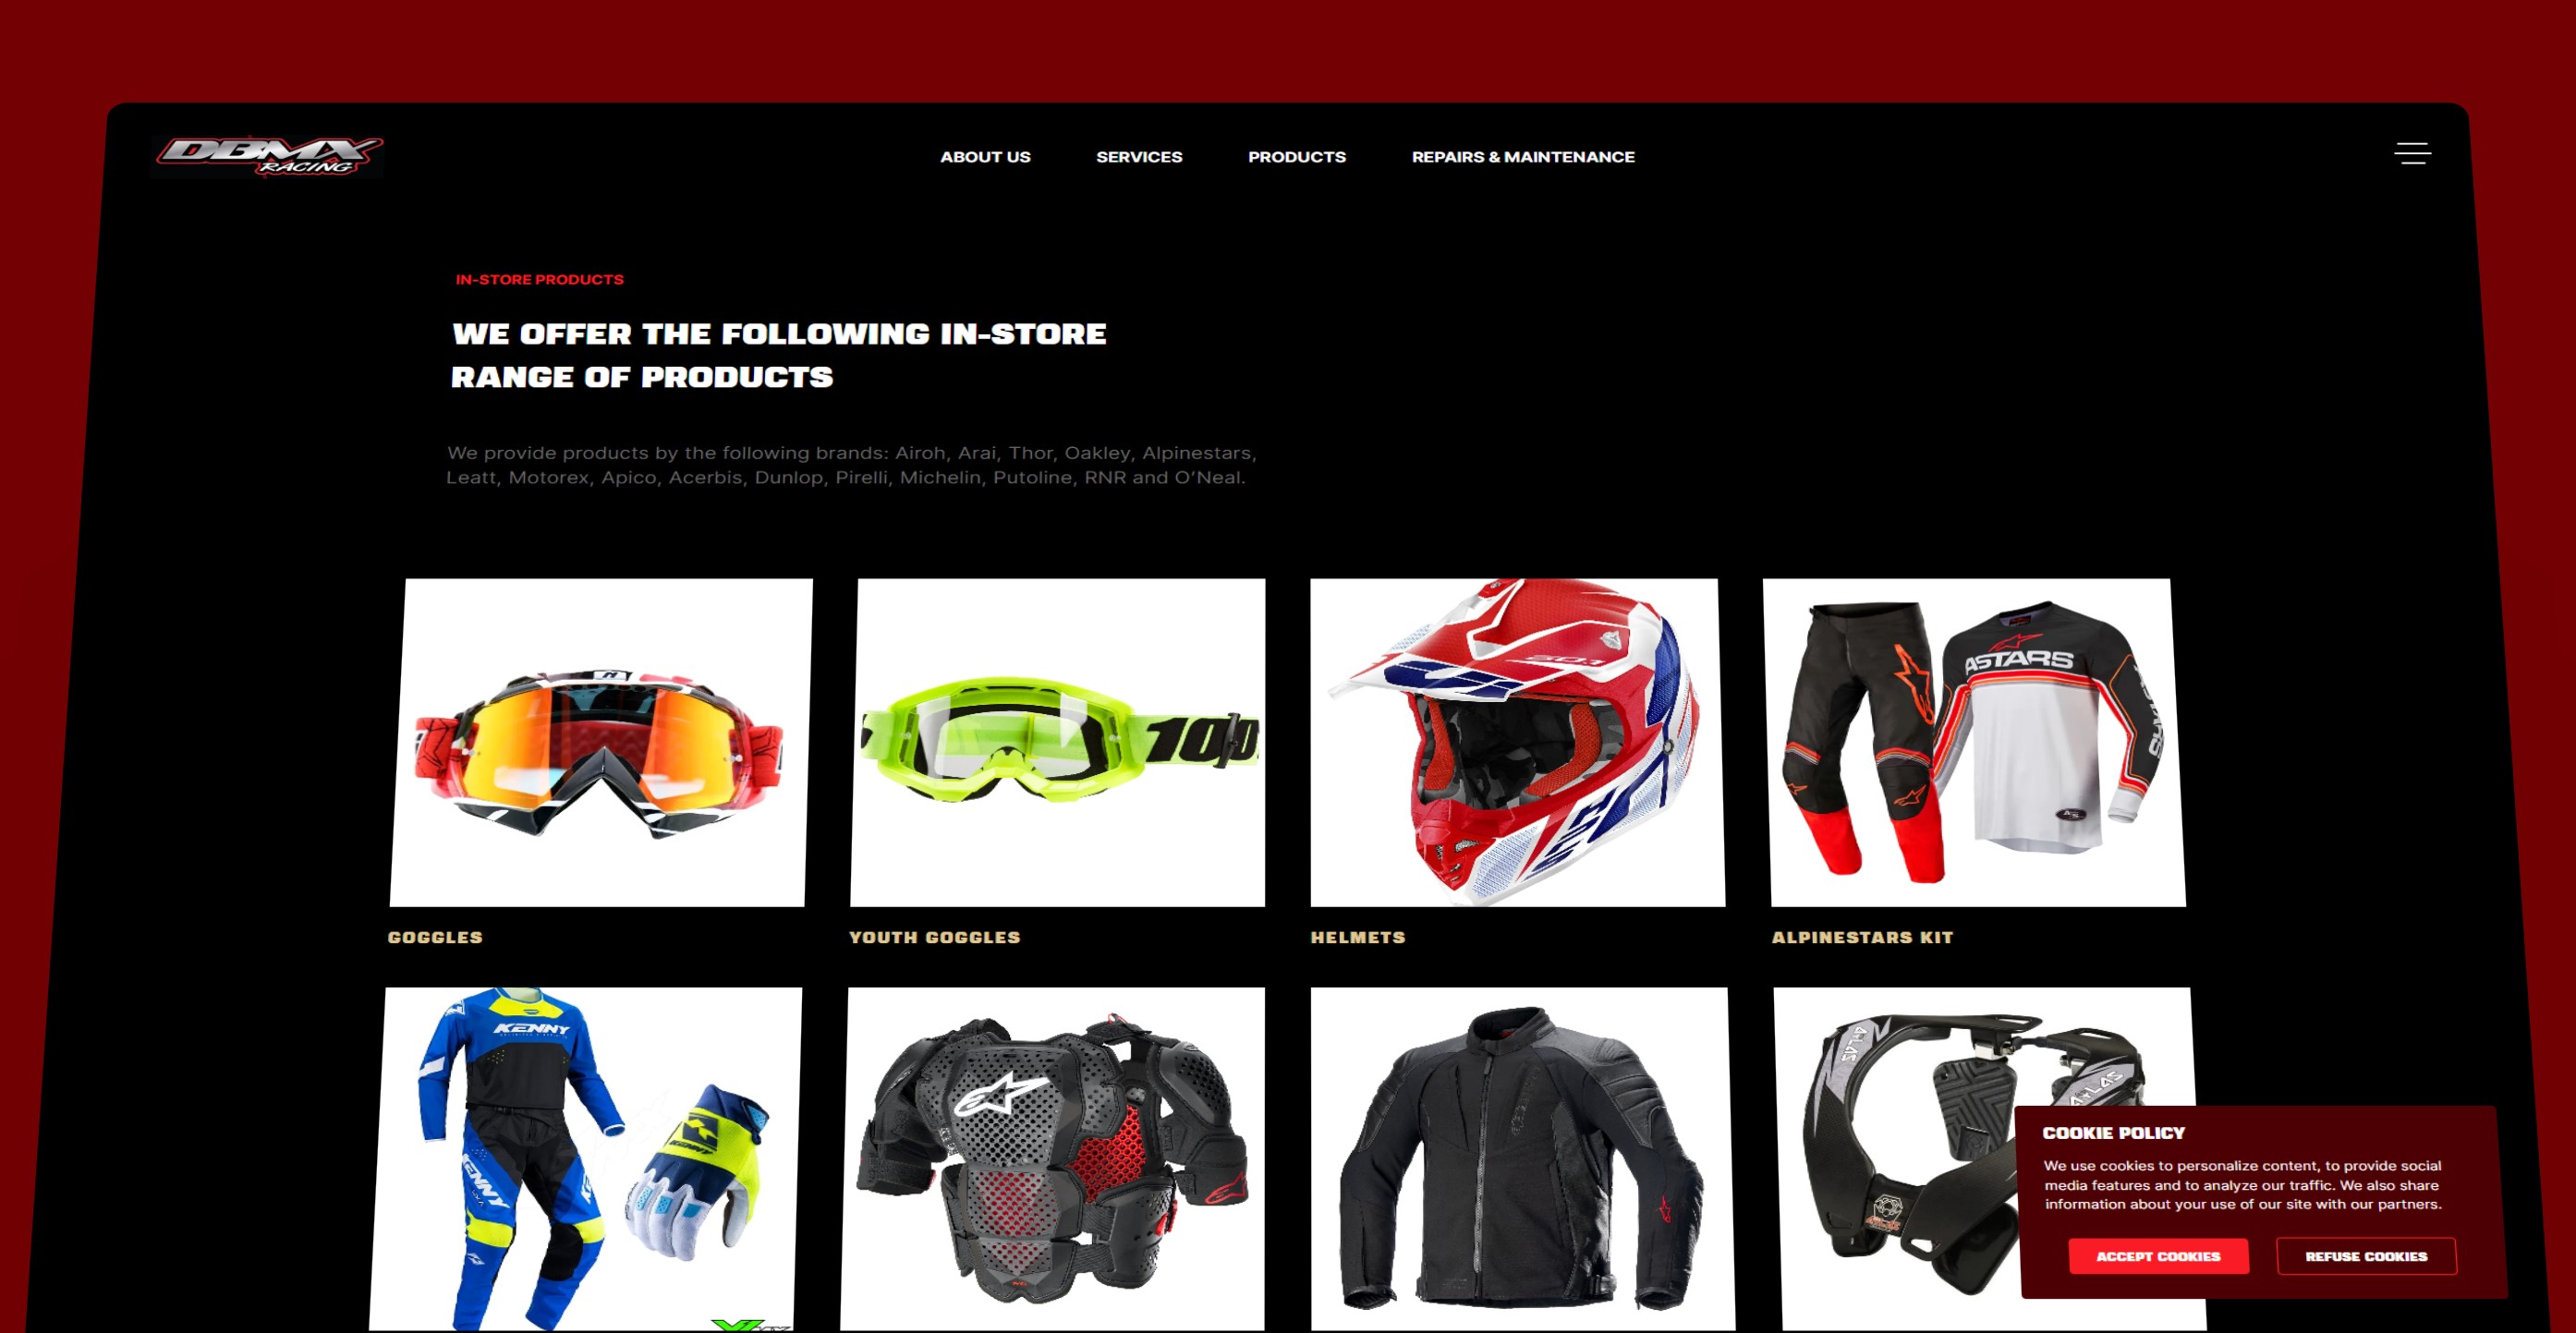 DBMX
RACING
ABOUT US
SERVICES
PRODUCTS
REPAIRS & MAINTENANCE
IN-STORE PRODUCTS
WE OFFER THE FOLLOWING IN-STORE
RANGE OF PRODUCTS
We provide products by the following brands: Airoh, Arai, Thor, Oakley, Alpinestars,
Leatt, Motorex, Apico, Acerbis, Dunlop, Pirelli, Michelin, Putoline, RNR and O’Neal.
100
ASTARS
ASTARS
GOGGLES
YOUTH GOGGLES
HELMETS
ALPINESTARS KIT
KENNY
KENNY
KENNY
ATLAS
ATLAS
COOKIE POLICY
We use cookies to personalize content, to provide social
media features and to analyze our traffic. We also share
information about your use of our site with our partners.
ACCEPT COOKIES
REFUSE COOKIES